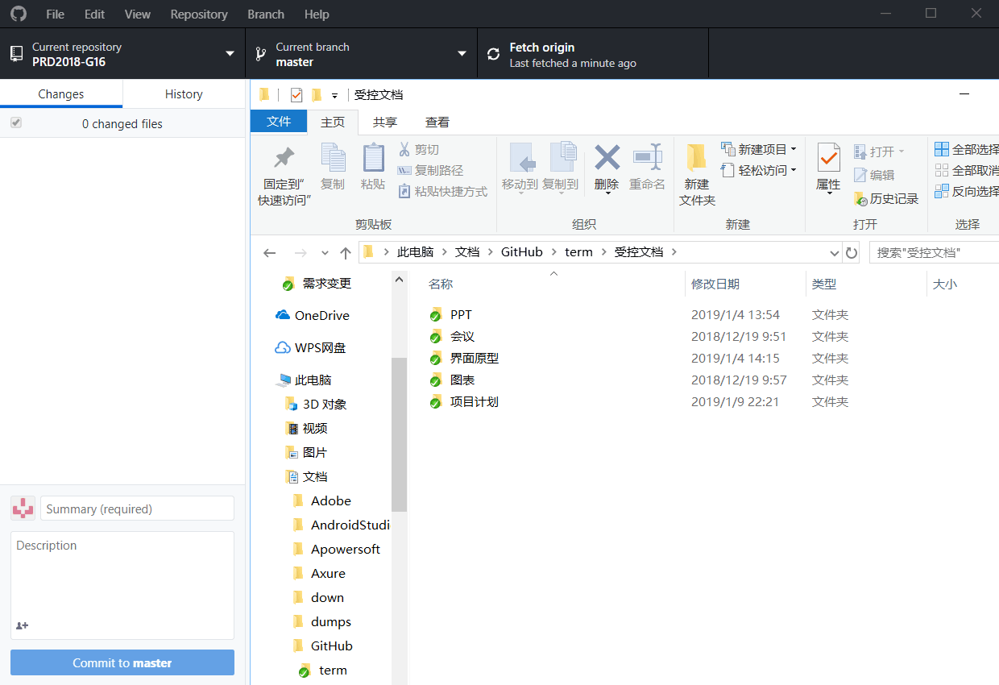 File Edit View Repository Branch Help
Current repository
PRD2018-G16
Current branch
master
Fetch origin
Last fetched a minute ago
Changes History
0 changed files
Summary (required)
Description
Commit to master
受控文档
文件 主页 共享 查看
固定到"
快速访问"
复制
粘贴
剪切
复制路径
粘贴快捷方式
剪贴板
移动到
复制到
删除
重命名
组织
新建
文件夹
新建项目
轻松访问
新建
属性
打开
编辑
历史记录
打开
全部选择
全部取消
反向选择
选择
此电脑 文档 GitHub term 受控文档
搜索"受控文档"
需求变更
OneDrive
WPS网盘
此电脑
3D 对象
视频
图片
文档
Adobe
AndroidStudi
Apowersoft
Axure
down
dumps
GitHub
term
名称 修改日期 类型 大小
PPT 2019/1/4 13:54 文件夹
会议 2018/12/19 9:51 文件夹
界面原型 2019/1/4 14:15 文件夹
图表 2018/12/19 9:57 文件夹
项目计划 2019/1/9 22:21 文件夹